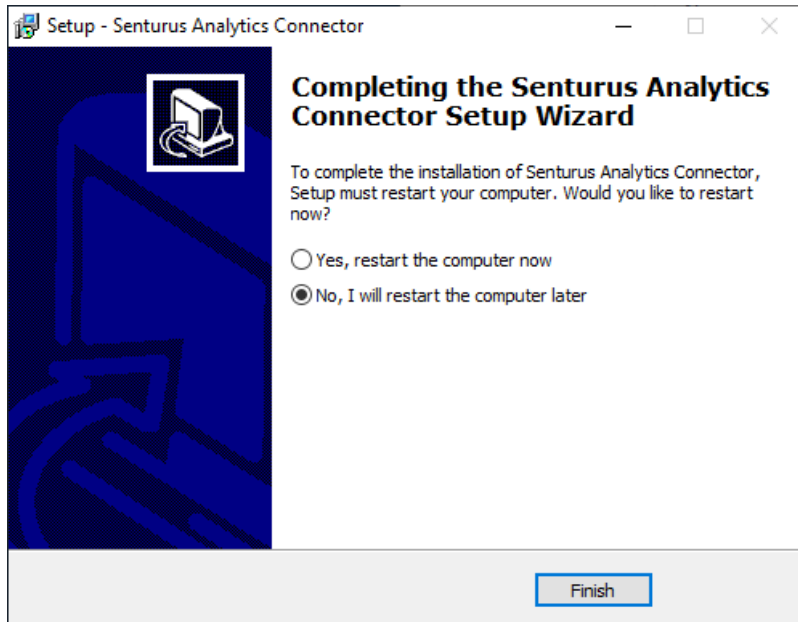 Setup - Senturus Analytics Connector
Completing the Senturus Analytics
Connector Setup Wizard
To complete the installation of Senturus Analytics Connector,
Setup must restart your computer. Would you like to restart
now?
Yes, restart the computer now
No, I will restart the computer later
Finish